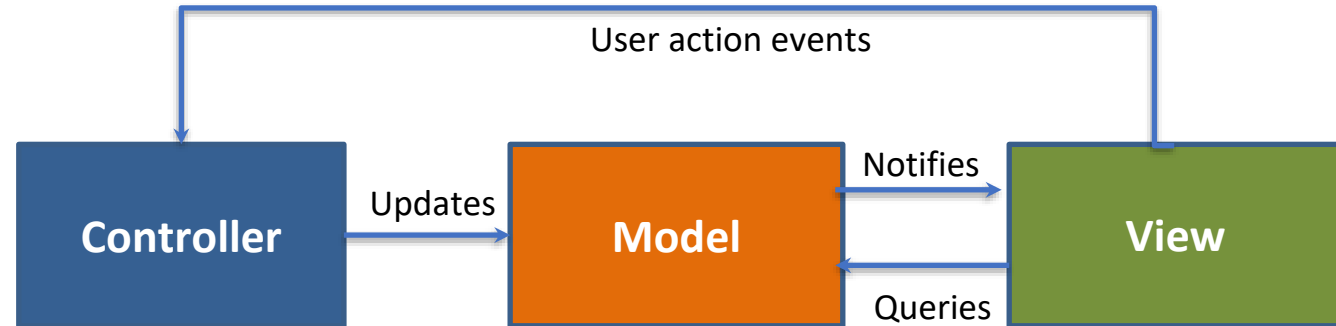 User action events
Controller
Updates
Model
Notifies
Queries
View